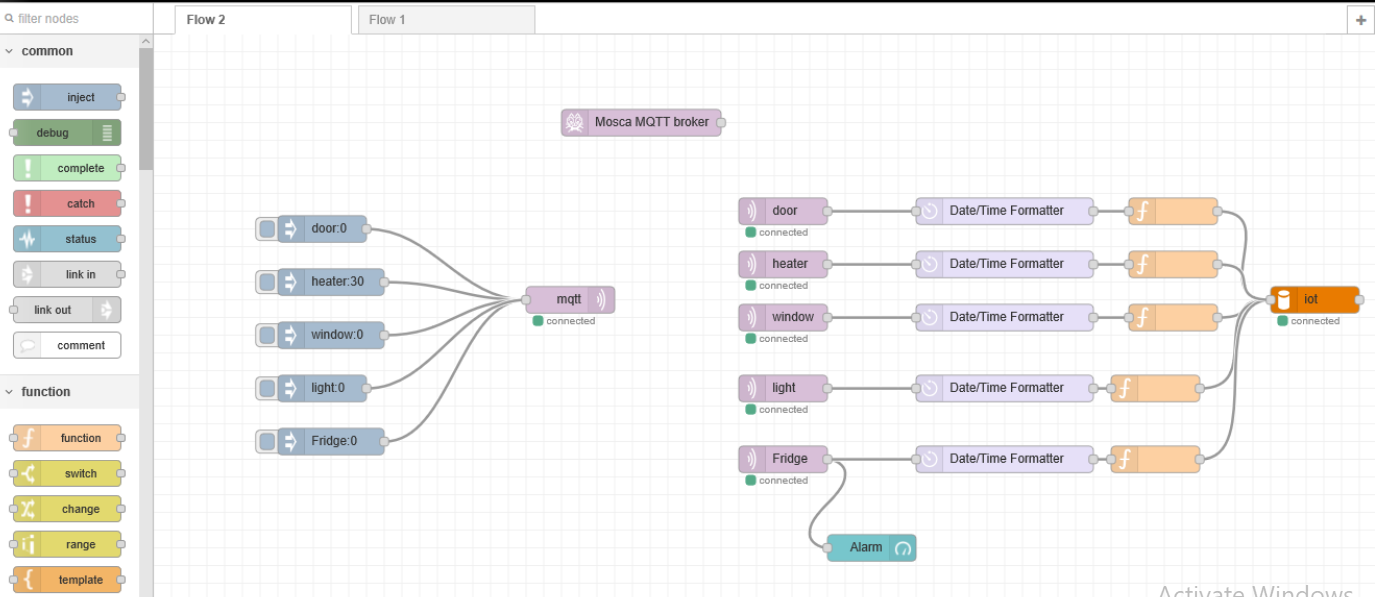 filter nodes
Flow 2
Flow 1
common
inject
debug
complete
catch
status
link in
link out
comment
function
function
switch
change
range
template
Mosca MQTT broker
door:0
heater:30
window:0
light:0
Fridge:0
mqtt
connected
door
connected
Date/Time Formatter
heater
connected
Date/Time Formatter
window
connected
Date/Time Formatter
light
connected
Date/Time Formatter
Fridge
connected
Date/Time Formatter
Alarm
iot
connected
Activate Windows